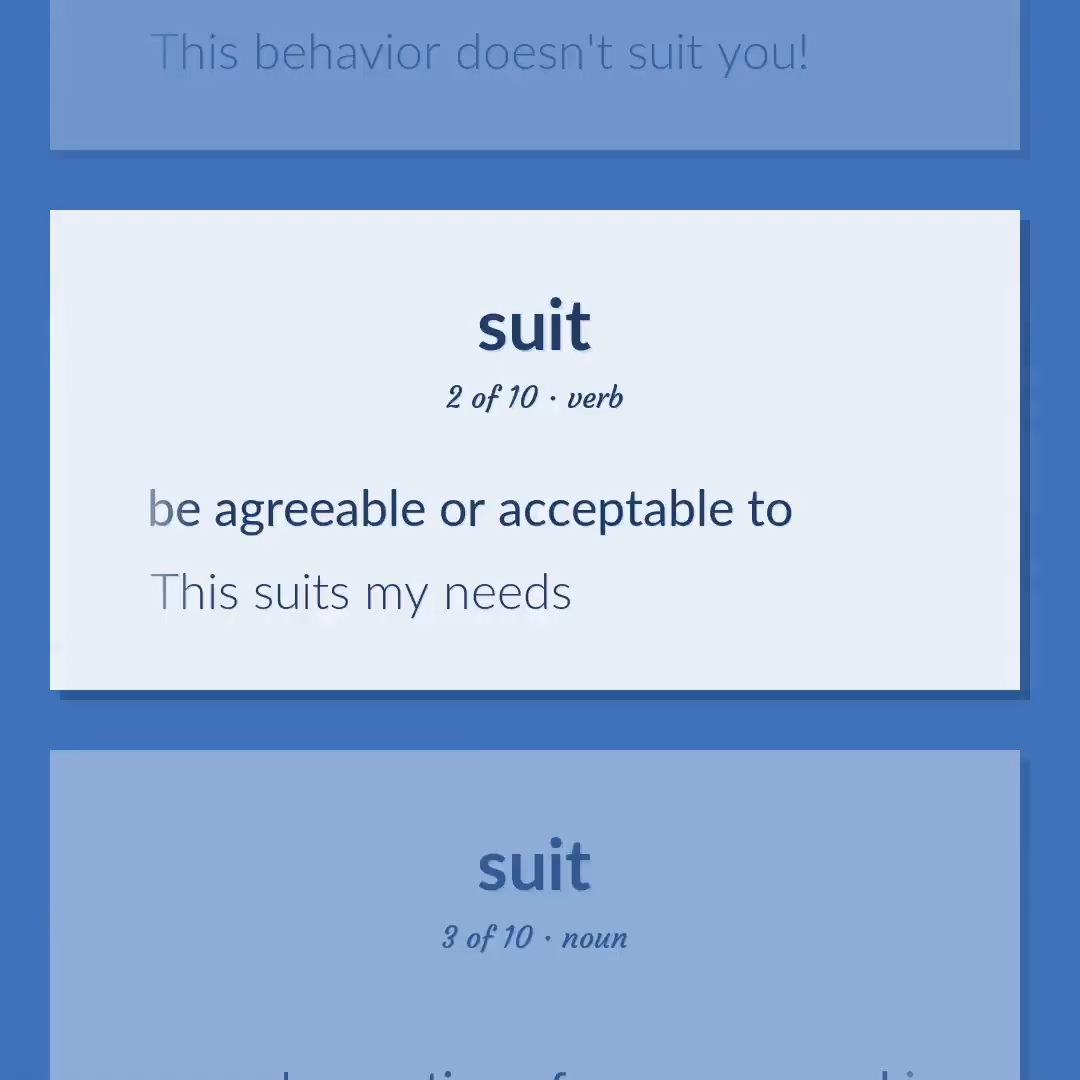 This behavior doesn't suit you!
suit
2 of 10 · verb
be agreeable or acceptable to
This suits my needs
suit
3 of 10 · noun